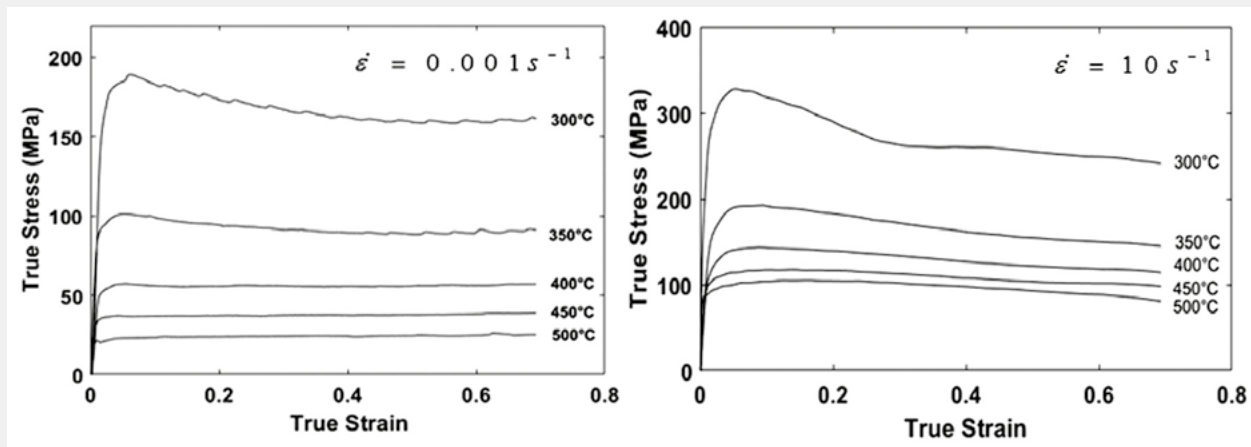 200
150
100
50
0
True Stress (MPa)
ε̇ = 0.001s⁻¹
300°C
350°C
400°C
450°C
500°C
0 0.2 0.4 0.6 0.8
True Strain
400
300
200
100
0
True Stress (MPa)
ε̇ = 10s⁻¹
300°C
350°C
400°C
450°C
500°C
0 0.2 0.4 0.6 0.8
True Strain